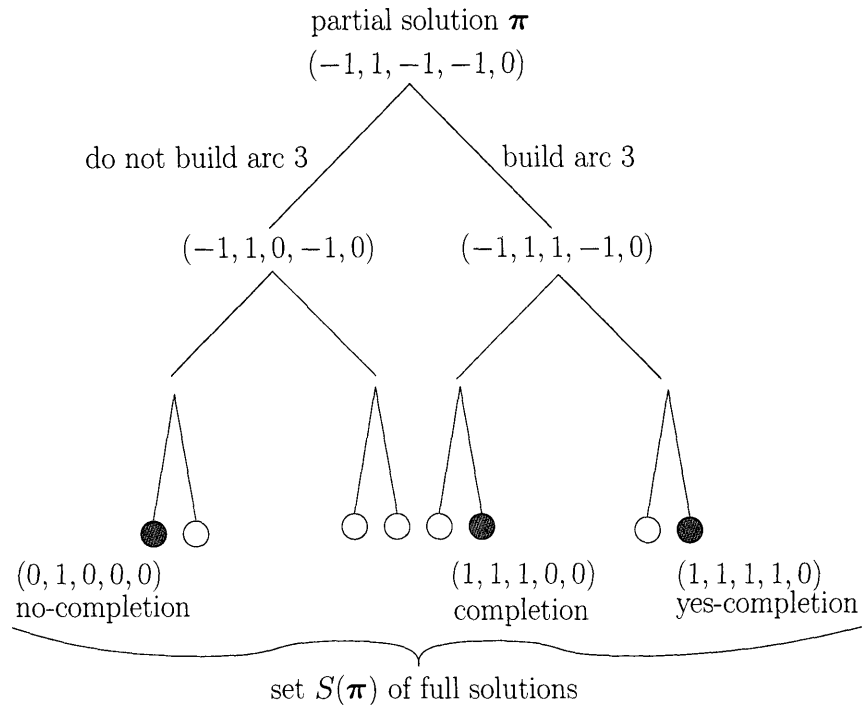 partial solution π
(−1, 1, −1, −1, 0)
do not build arc 3
build arc 3
(−1, 1, 0, −1, 0)
(−1, 1, 1, −1, 0)
(0, 1, 0, 0, 0)
no-completion
(1, 1, 1, 0, 0)
completion
(1, 1, 1, 1, 0)
yes-completion
set S(π) of full solutions